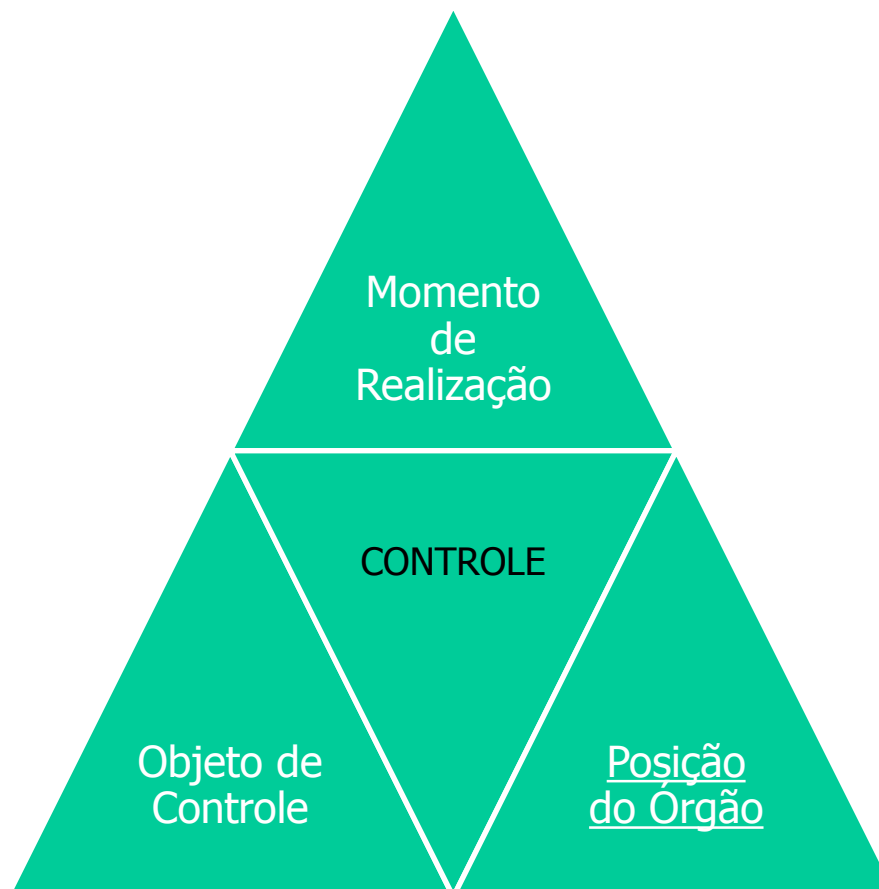 Momento
de
Realização
CONTROLE
Objeto de
Controle
Posição
do Órgão